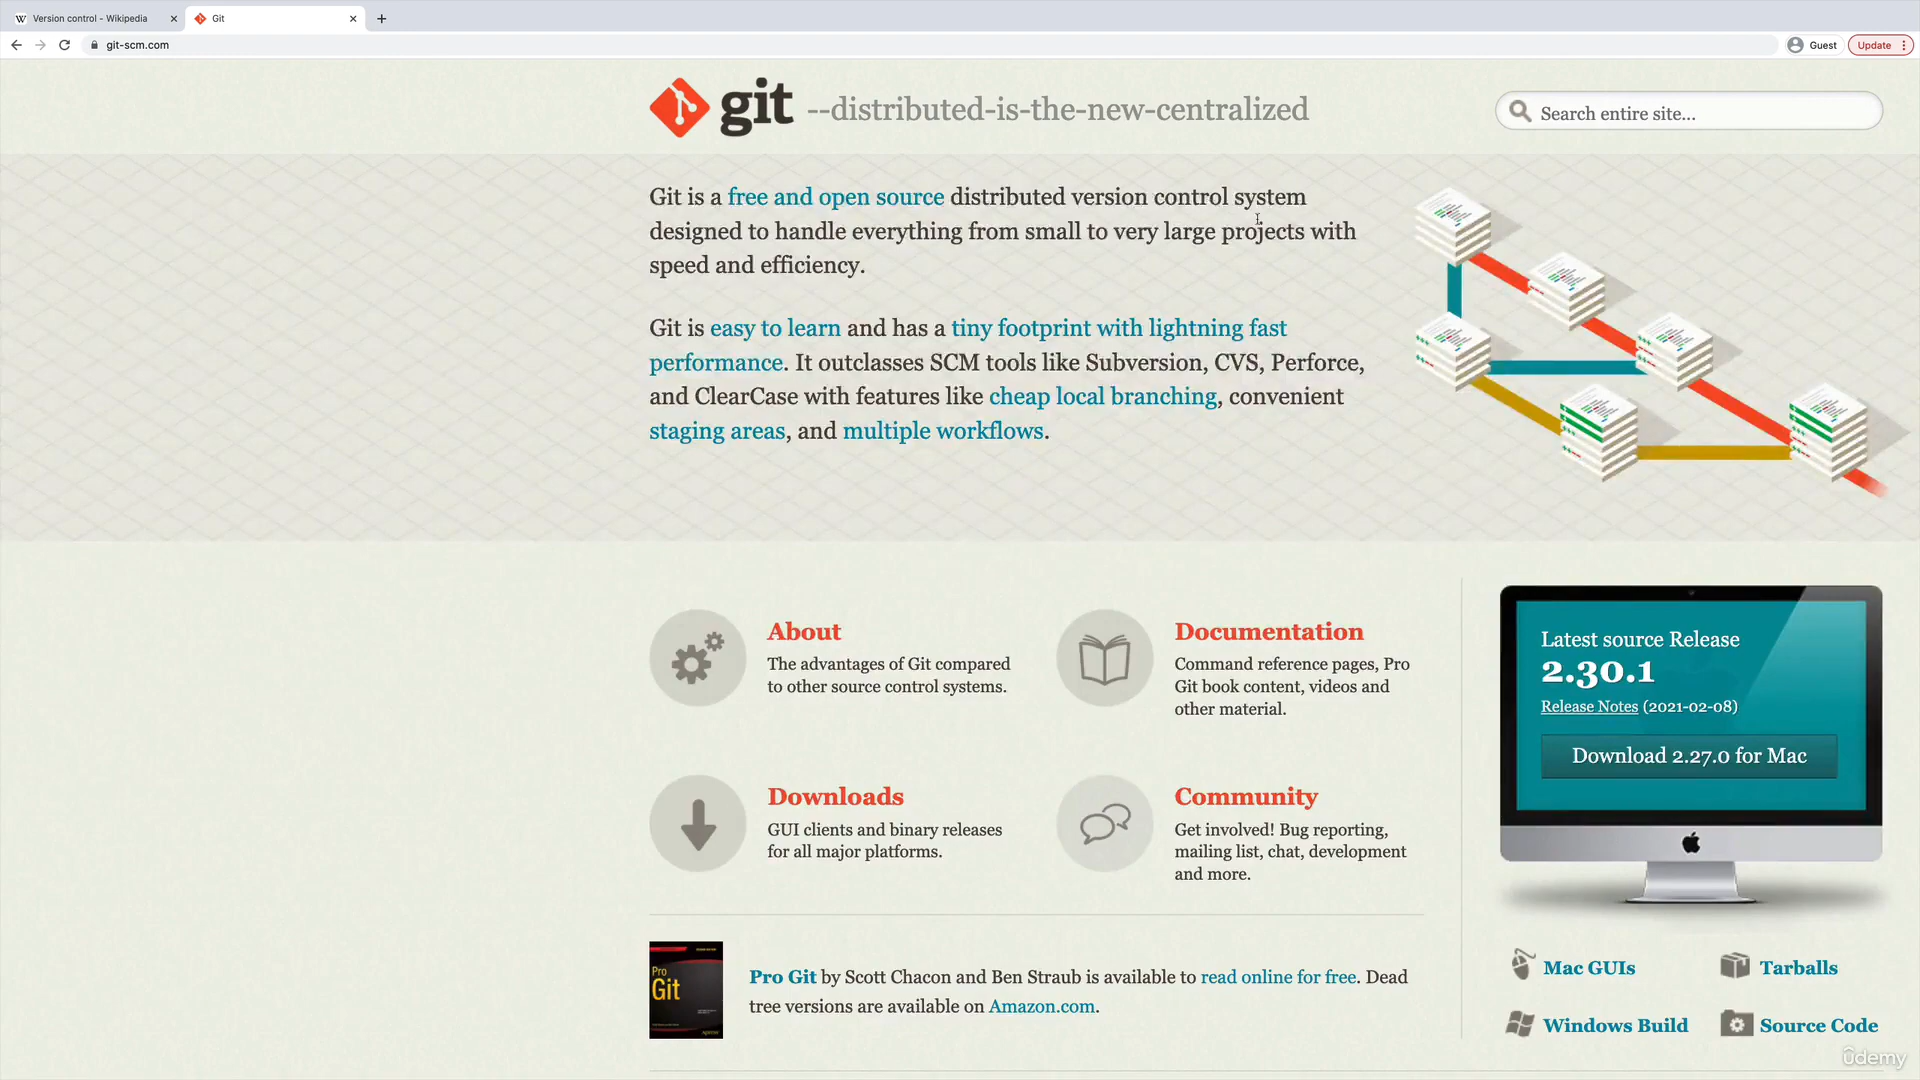 Version control - Wikipedia
Git
git-scm.com
Guest
Update
git --distributed-is-the-new-centralized
Search entire site...
Git is a free and open source distributed version control system
designed to handle everything from small to very large projects with
speed and efficiency.
Git is easy to learn and has a tiny footprint with lightning fast
performance. It outclasses SCM tools like Subversion, CVS, Perforce,
and ClearCase with features like cheap local branching, convenient
staging areas, and multiple workflows.
About
The advantages of Git compared
to other source control systems.
Documentation
Command reference pages, Pro
Git book content, videos and
other material.
Downloads
GUI clients and binary releases
for all major platforms.
Community
Get involved! Bug reporting,
mailing list, chat, development
and more.
Latest source Release
2.30.1
Release Notes (2021-02-08)
Download 2.27.0 for Mac
Pro
Git
Pro Git by Scott Chacon and Ben Straub is available to read online for free. Dead
tree versions are available on Amazon.com.
Mac GUIs
Tarballs
Windows Build
Source Code
ûdemy